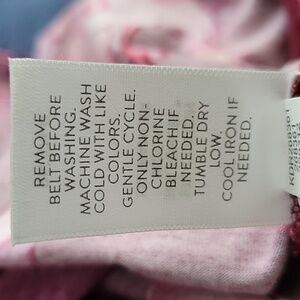 REMOVE
BELT BEFORE
WASHING.
MACHINE WASH
COLD WITH LIKE
COLORS.
GENTLE CYCLE.
ONLY NON-
CHLORINE
BLEACH IF
NEEDED.
TUMBLE DRY
LOW.
COOL IRON IF
NEEDED.